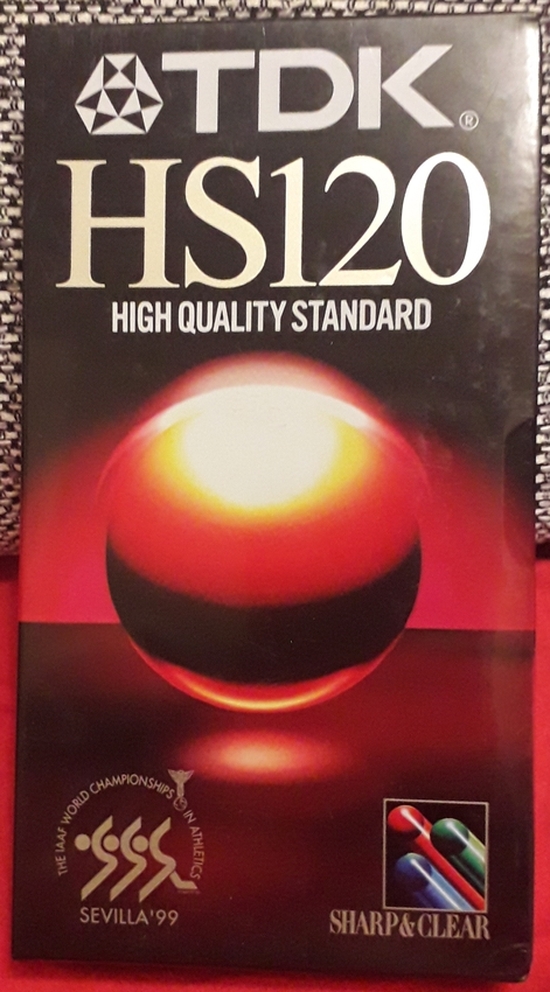 TDK®
HS120
HIGH QUALITY STANDARD
THE IAAF WORLD CHAMPIONSHIPS IN ATHLETICS
SEVILLA'99
SHARP&CLEAR